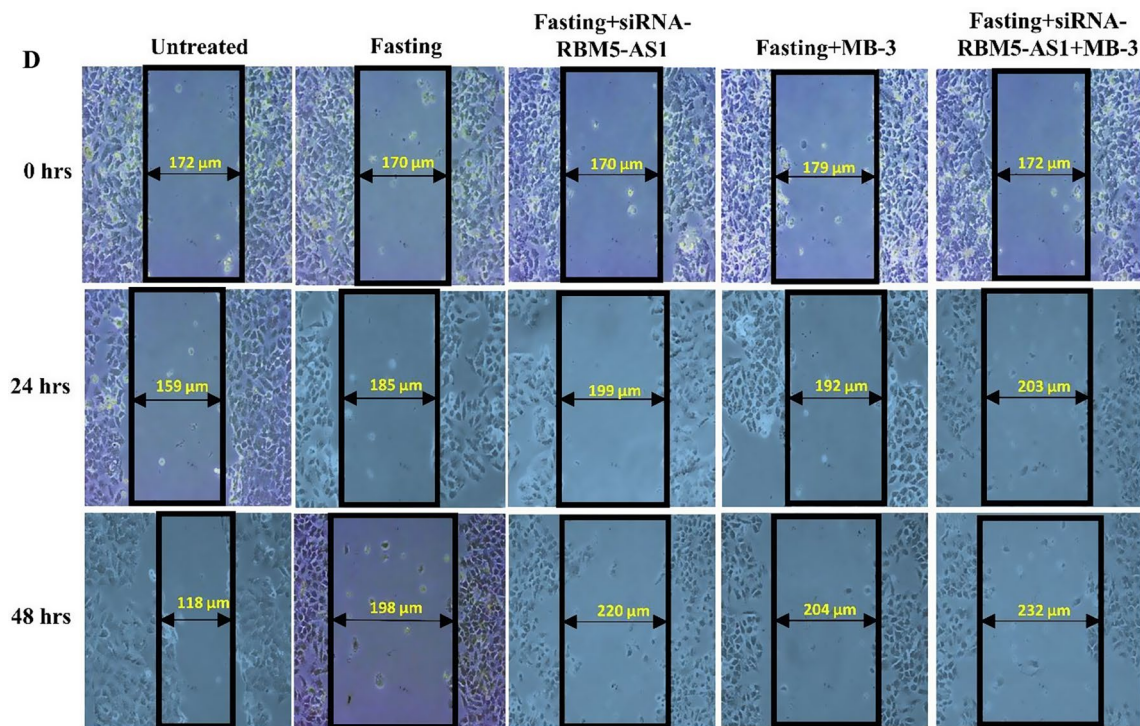 D
Untreated
Fasting
Fasting+siRNA-
RBM5-AS1
Fasting+MB-3
Fasting+siRNA-
RBM5-AS1+MB-3
0 hrs
172 µm
170 µm
170 µm
179 µm
172 µm
24 hrs
159 µm
185 µm
199 µm
192 µm
203 µm
48 hrs
118 µm
198 µm
220 µm
204 µm
232 µm